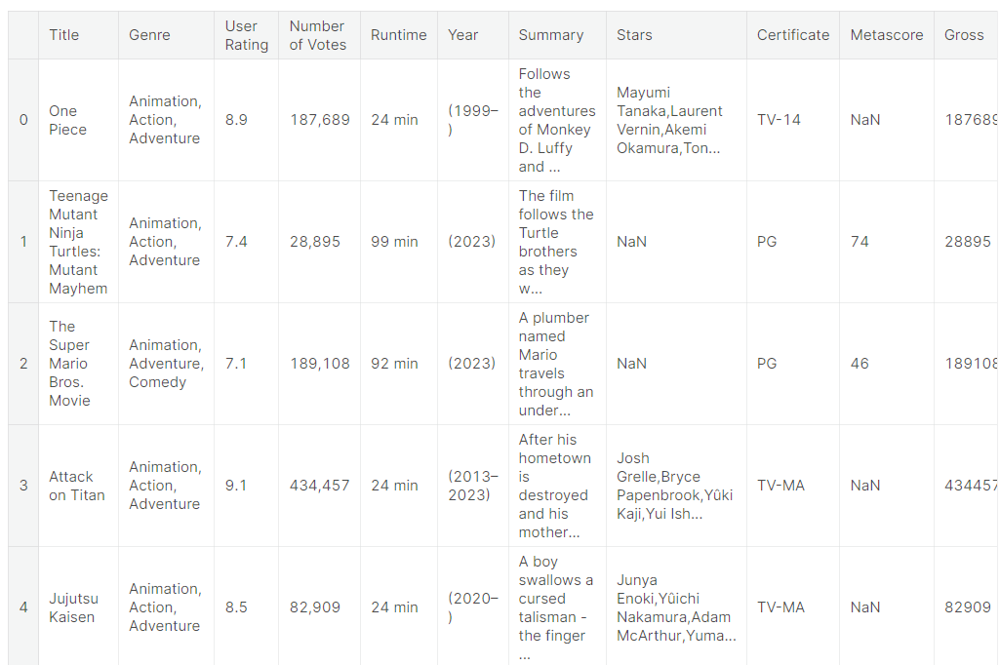 Title Genre User Rating Number of Votes Runtime Year Summary Stars Certificate Metascore Gross
0 One Piece Animation, Action, Adventure 8.9 187,689 24 min (1999– ) Follows the adventures of Monkey D. Luffy and ... Mayumi Tanaka,Laurent Vernin,Akemi Okamura,Ton... TV-14 NaN 187689
1 Teenage Mutant Ninja Turtles: Mutant Mayhem Animation, Action, Adventure 7.4 28,895 99 min (2023) The film follows the Turtle brothers as they w... NaN PG 74 28895
2 The Super Mario Bros. Movie Animation, Adventure, Comedy 7.1 189,108 92 min (2023) A plumber named Mario travels through an under... NaN PG 46 189108
3 Attack on Titan Animation, Action, Adventure 9.1 434,457 24 min (2013– 2023) After his hometown is destroyed and his mother... Josh Grelle,Bryce Papenbrook,Yûki Kaji,Yui Ish... TV-MA NaN 434457
4 Jujutsu Kaisen Animation, Action, Adventure 8.5 82,909 24 min (2020– ) A boy swallows a cursed talisman - the finger ... Junya Enoki,Yûichi Nakamura,Adam McArthur,Yuma... TV-MA NaN 82909